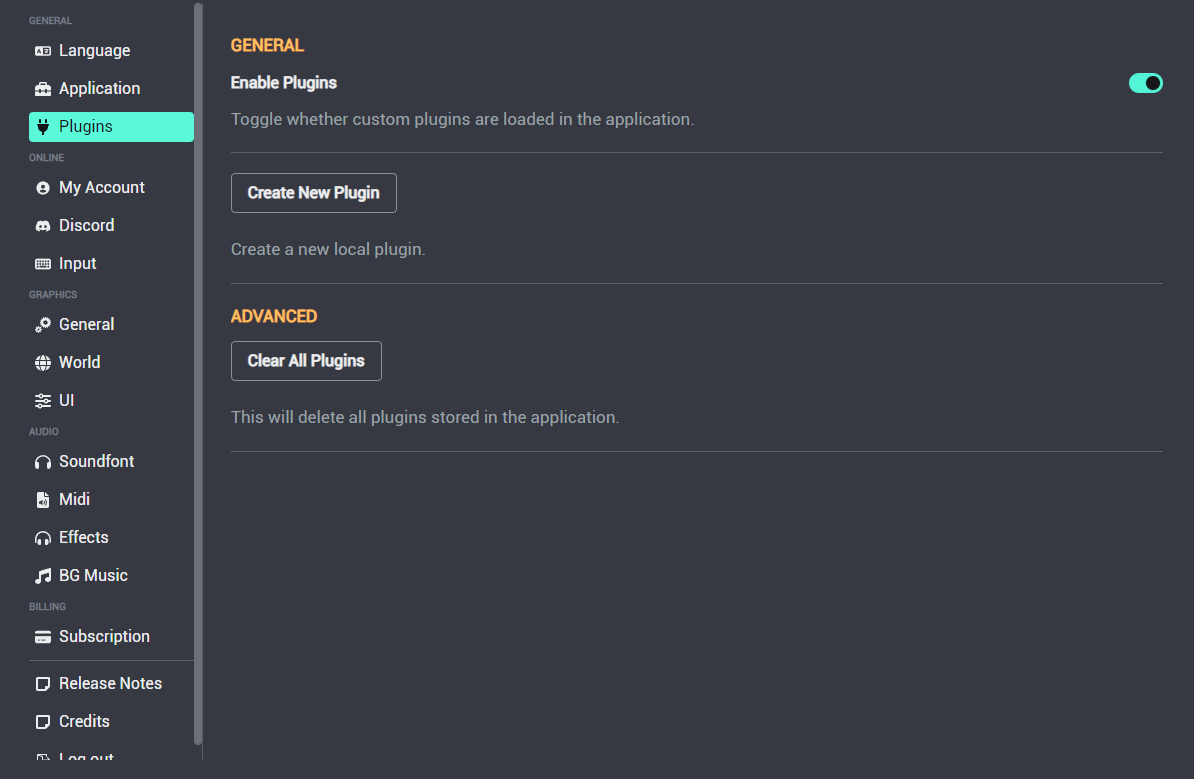 GENERAL
Language
Application
Plugins
ONLINE
My Account
Discord
Input
GRAPHICS
General
World
UI
AUDIO
Soundfont
Midi
Effects
BG Music
BILLING
Subscription
Release Notes
Credits
Log out
GENERAL
Enable Plugins
Toggle whether custom plugins are loaded in the application.
Create New Plugin
Create a new local plugin.
ADVANCED
Clear All Plugins
This will delete all plugins stored in the application.